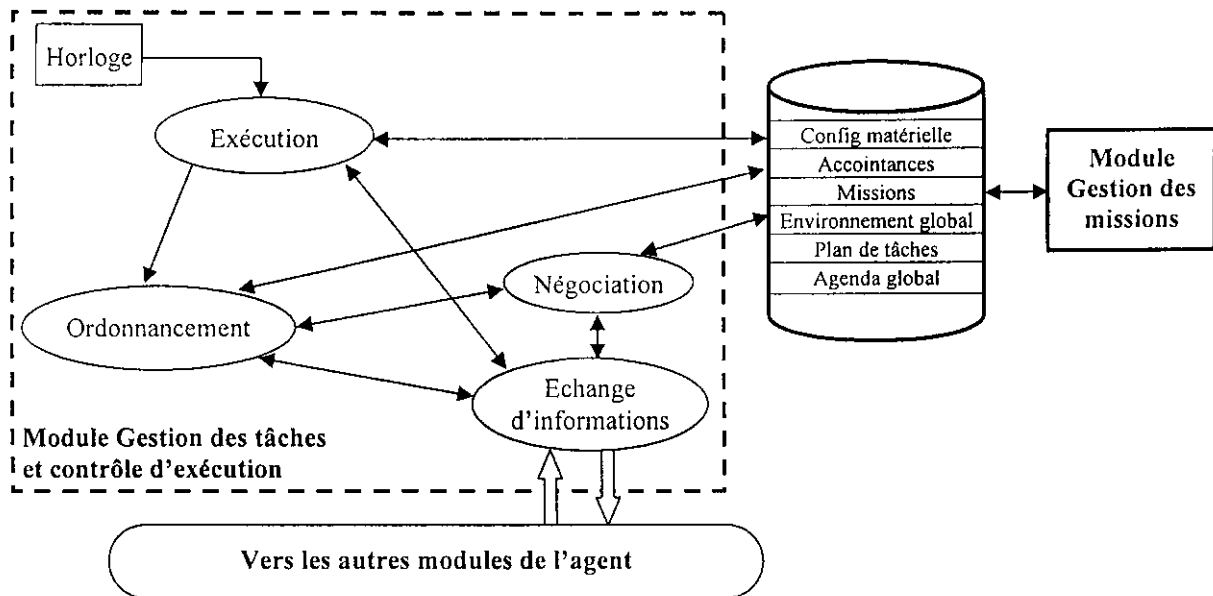 Horloge
Exécution
Config matérielle
Accointances
Missions
Environnement global
Plan de tâches
Agenda global
Module
Gestion des
missions
Négociation
Ordonnancement
Echange
d'informations
Module Gestion des tâches
et contrôle d'exécution
Vers les autres modules de l'agent